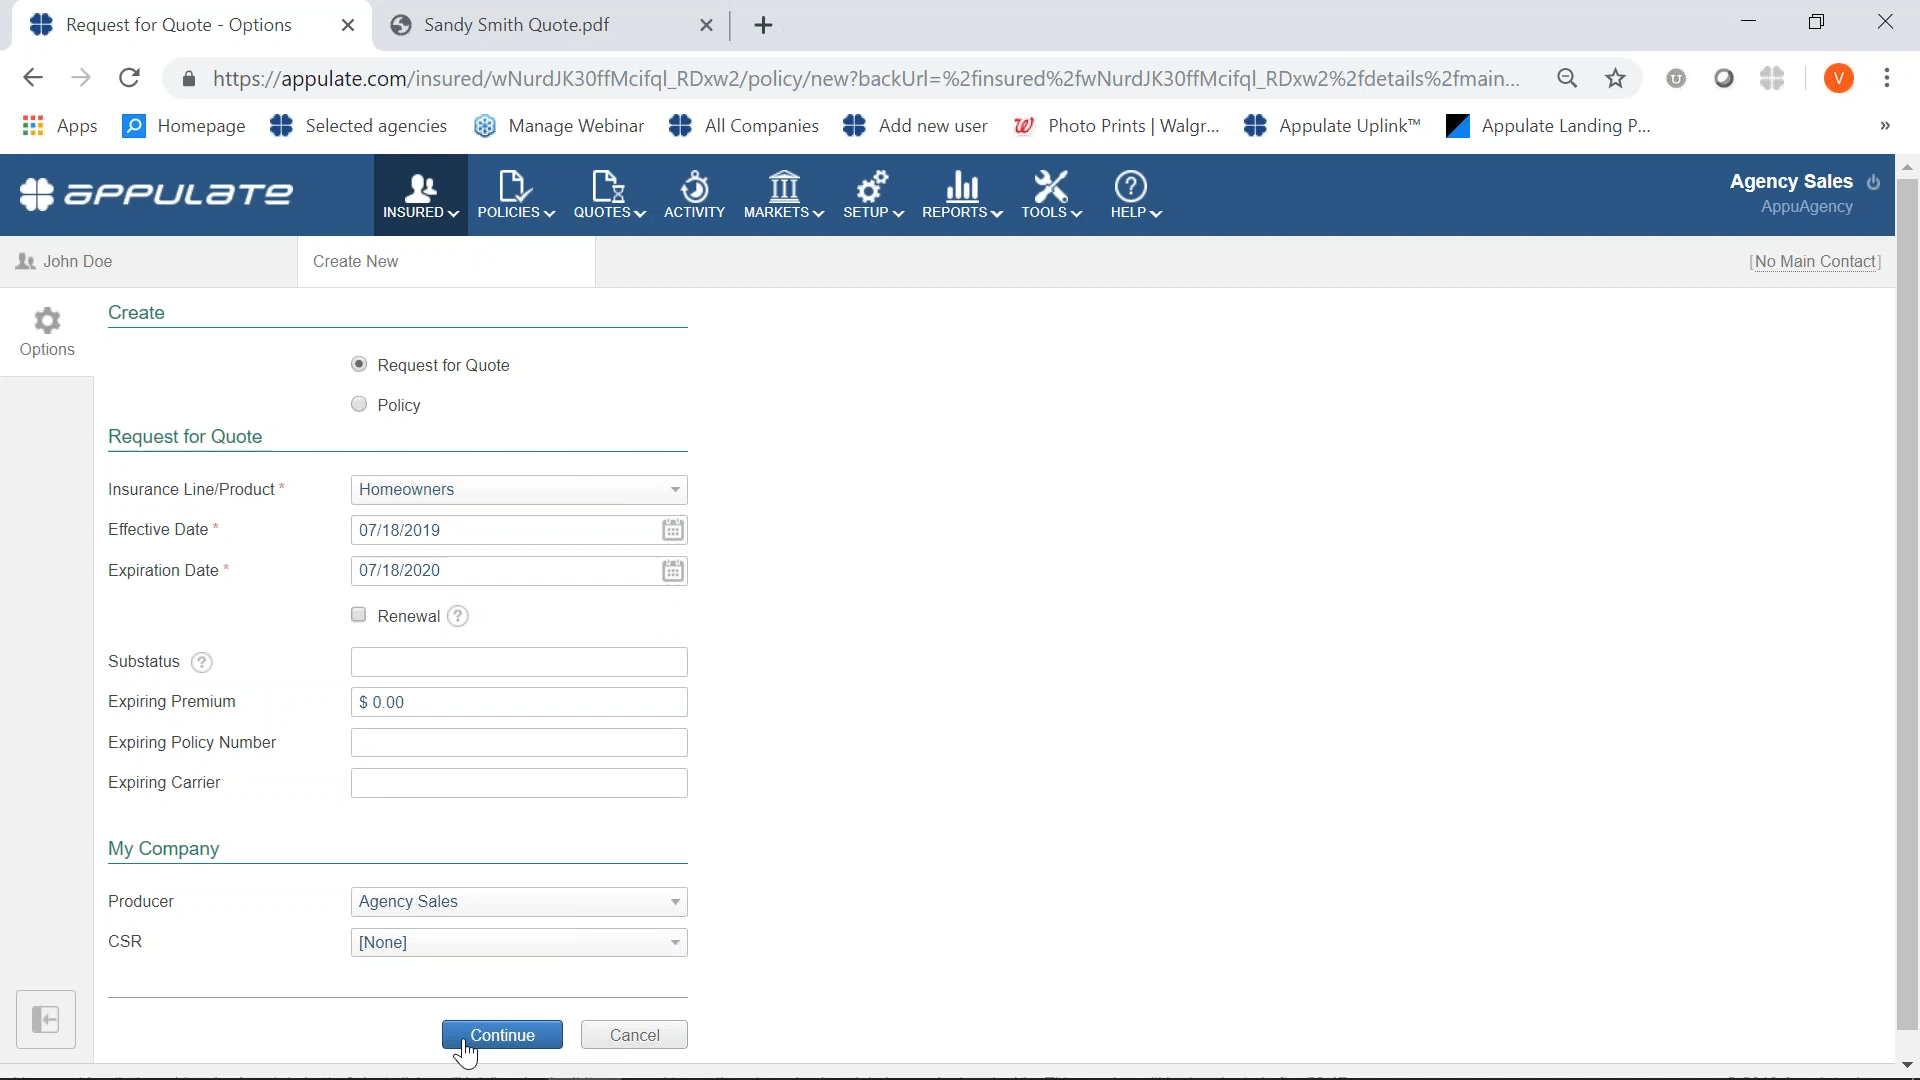 Request for Quote - Options
Sandy Smith Quote.pdf
https://appulate.com/insured/wNurdJK30ffMcifql_RDxw2/policy/new?backUrl=%2finsured%2fwNurdJK30ffMcifql_RDxw2%2fdetails%2fmain...
V
Apps
Homepage
Selected agencies
Manage Webinar
All Companies
Add new user
Photo Prints | Walgr...
Appulate Uplink™
Appulate Landing P...
»
APPULATE
INSURED
POLICIES
QUOTES
ACTIVITY
MARKETS
SETUP
REPORTS
TOOLS
HELP
Agency Sales
AppuAgency
John Doe
Create New
[No Main Contact]
Options
Create
Request for Quote
Policy
Request for Quote
Insurance Line/Product * Homeowners
Effective Date * 07/18/2019
Expiration Date * 07/18/2020
Renewal ?
Substatus ?
Expiring Premium $ 0.00
Expiring Policy Number
Expiring Carrier
My Company
Producer Agency Sales
CSR [None]
Continue Cancel